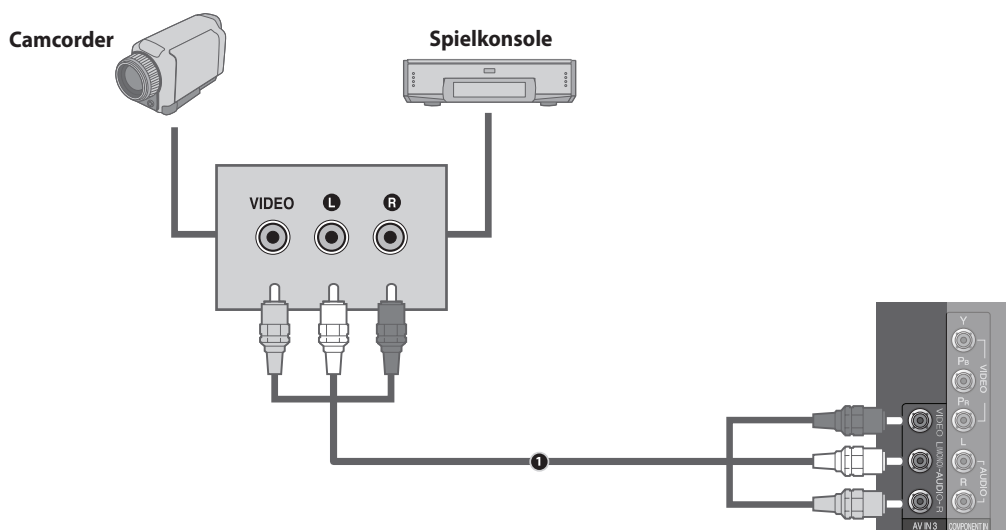 Camcorder
Spielkonsole
VIDEO L R
1
Y
PB
VIDEO
PR
L
AUDIO
R
VIDEO
L/MONO-AUDIO-R
AV IN 3
COMPONENT IN